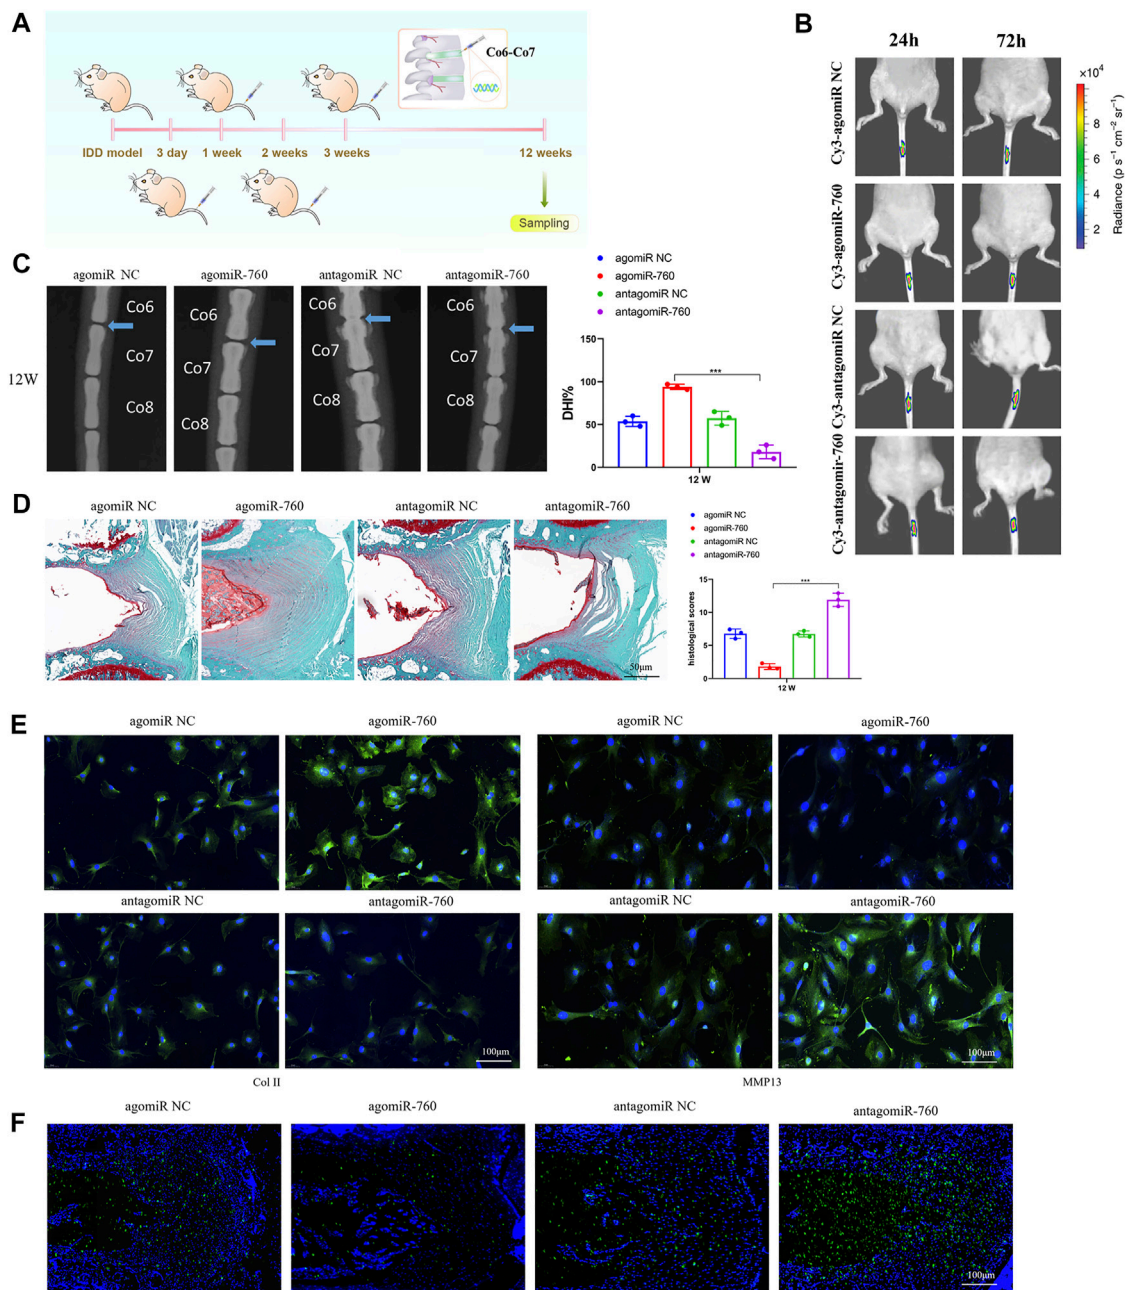 A
Co6-Co7
IDD model
3 day
1 week
2 weeks
3 weeks
12 weeks
Sampling
B
24h
72h
Cy3-agomiR NC
Cy3-agomiR-760
Cy3-antagomiR NC
Cy3-antagomir-760
×10⁴
10
8
6
4
2
Radiance (p s⁻¹ cm⁻² sr⁻¹)
C
agomiR NC
agomiR-760
antagomiR NC
antagomiR-760
12W
Co6
Co7
Co8
Co6
Co7
Co8
Co6
Co7
Co8
Co6
Co7
Co8
agomiR NC
agomiR-760
antagomiR NC
antagomiR-760
DHI%
150
100
50
0
***
12 W
D
agomiR NC
agomiR-760
antagomiR NC
antagomiR-760
50μm
agomiR NC
agomiR-760
antagomiR NC
antagomiR-760
histological scores
15
10
5
0
***
12 W
E
agomiR NC
agomiR-760
agomiR NC
agomiR-760
antagomiR NC
antagomiR-760
antagomiR NC
antagomiR-760
100μm
100μm
Col II
MMP13
F
agomiR NC
agomiR-760
antagomiR NC
antagomiR-760
100μm